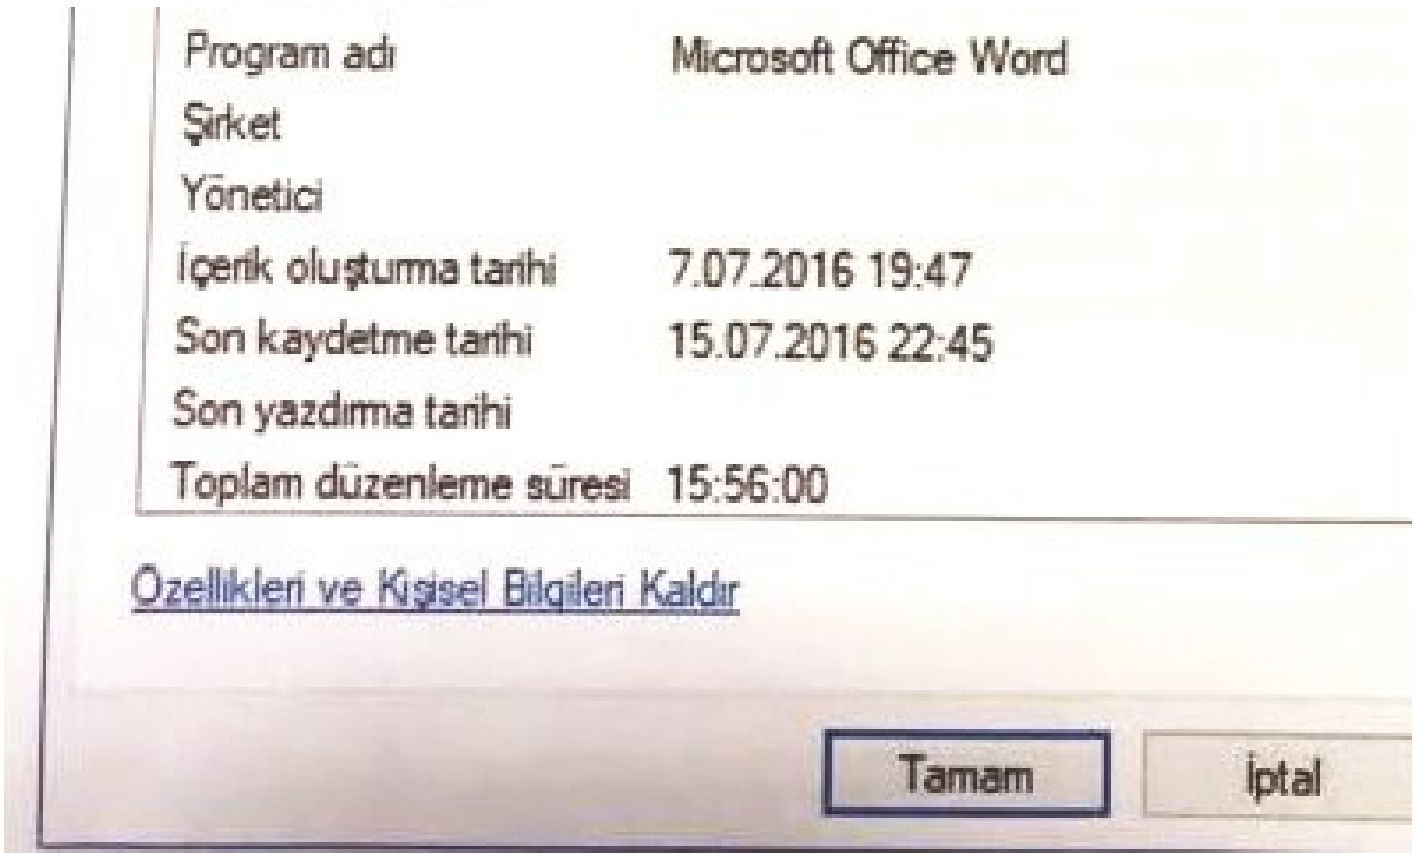 Program adı Microsoft Office Word
Şirket
Yönetici
İçerik oluşturma tarihi 7.07.2016 19:47
Son kaydetme tarihi 15.07.2016 22:45
Son yazdırma tarihi
Toplam düzenleme süresi 15:56:00
Özellikleri ve Kişisel Bilgileri Kaldır
Tamam İptal